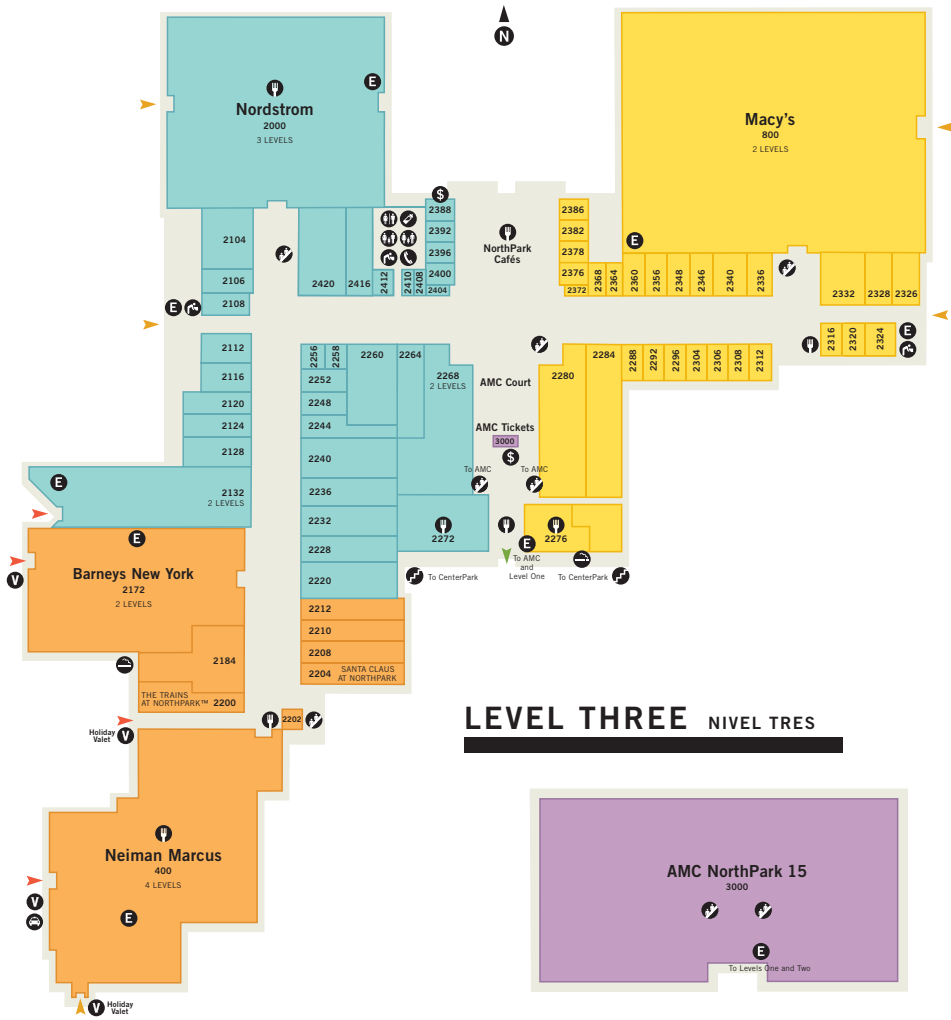 N
E
Nordstrom
2000
3 LEVELS
Macy's
800
2 LEVELS
$
2388
2392
2396
2400
2404
NorthPark
Cafés
2386
2382
2378
2376
2372
E
2104
2106
2108
E
2420
2416
2412
2410
2408
2368
2364
2360
2356
2348
2346
2340
2336
2332
2328
2326
2316
2320
2324
E
2112
2116
2120
2124
2128
2132
2 LEVELS
E
2256
2258
2260
2264
2268
2 LEVELS
2252
2248
2244
2240
2236
2232
2228
2220
2272
AMC Court
AMC Tickets
3000
$
To AMC
To AMC
2280
2284
2288
2292
2296
2304
2306
2308
2312
2276
E
To AMC
and
Level One
To CenterPark
To CenterPark
E
Barneys New York
2172
2 LEVELS
V
2184
THE TRAINS
AT NORTHPARK™
2200
2212
2210
2208
2204
SANTA CLAUS
AT NORTHPARK
2202
Holiday
Valet
V
LEVEL THREE NIVEL TRES
Neiman Marcus
400
4 LEVELS
V
E
V
Holiday
Valet
AMC NorthPark 15
3000
E
To Levels One and Two